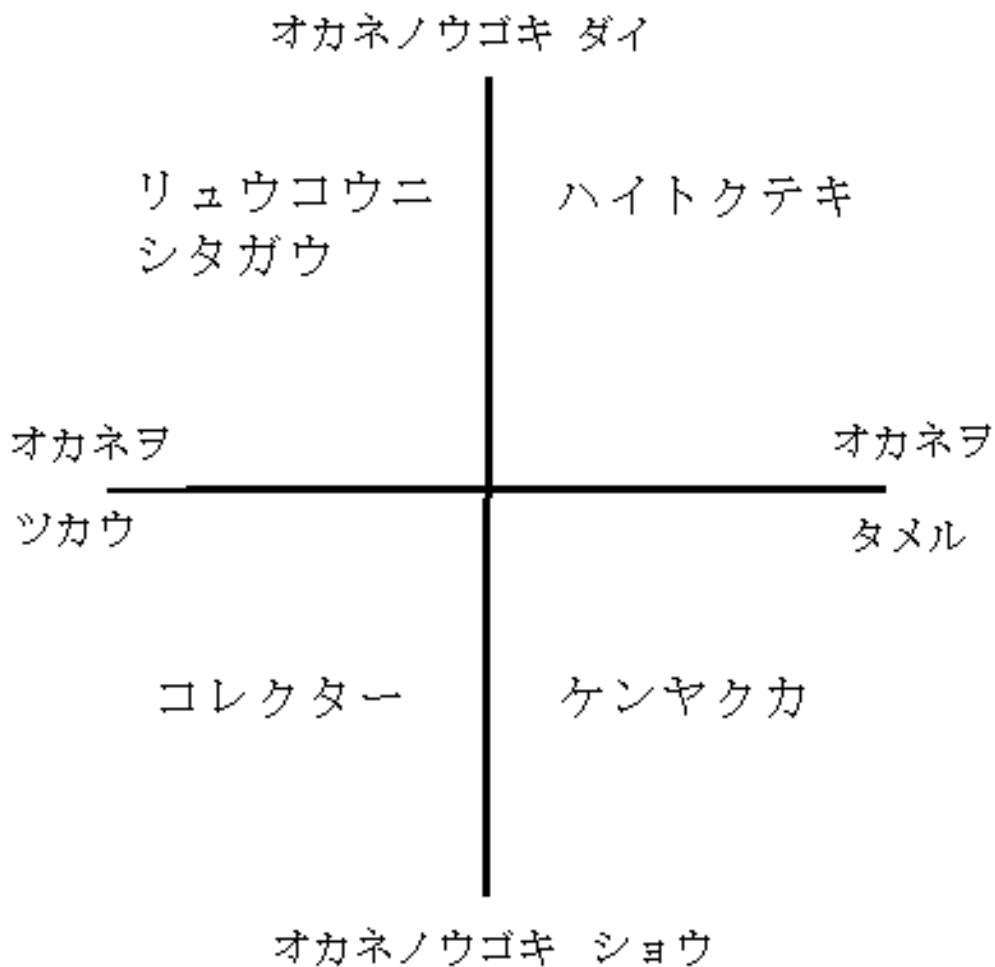 オカネノウゴキ ダイ
リュウコウニ
シタガウ
ハイトクテキ
オカネヲ
ツカウ
オカネヲ
タメル
コレクター
ケンヤクカ
オカネノウゴキ ショウ